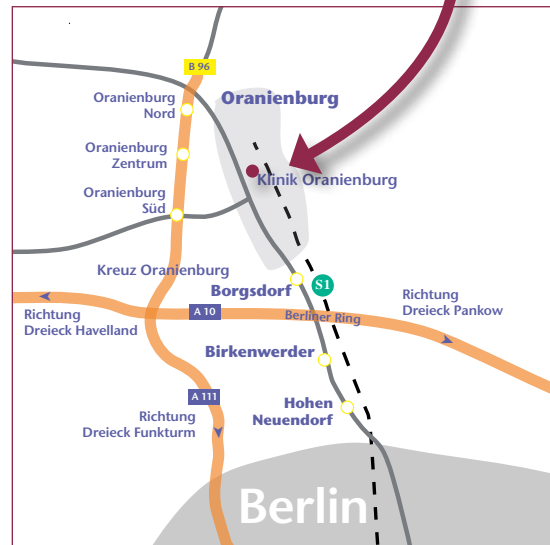 B 96
Oranienburg
Nord
Oranienburg
Oranienburg
Zentrum
Klinik Oranienburg
Oranienburg
Süd
Kreuz Oranienburg
Borgsdorf
S1
Richtung
Dreieck Havelland
A 10
Berliner Ring
Richtung
Dreieck Pankow
Birkenwerder
A 111
Richtung
Dreieck Funkturm
Hohen
Neuendorf
Berlin